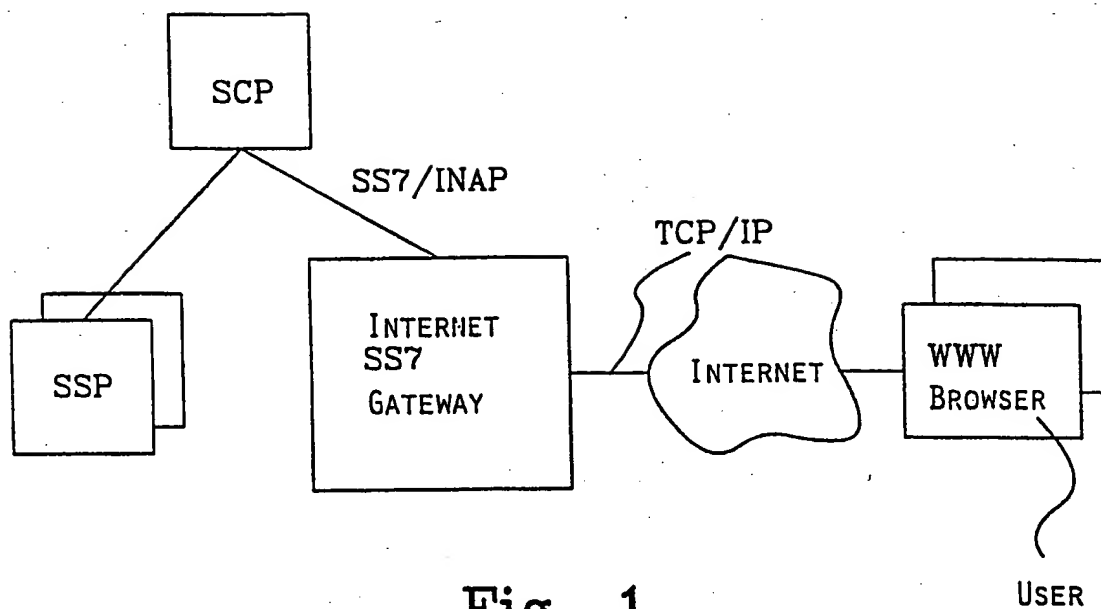 SCP
SS7/INAP
TCP/IP
SSP
INTERNET
SS7
GATEWAY
INTERNET
WWW
BROWSER
USER
Fig. 1